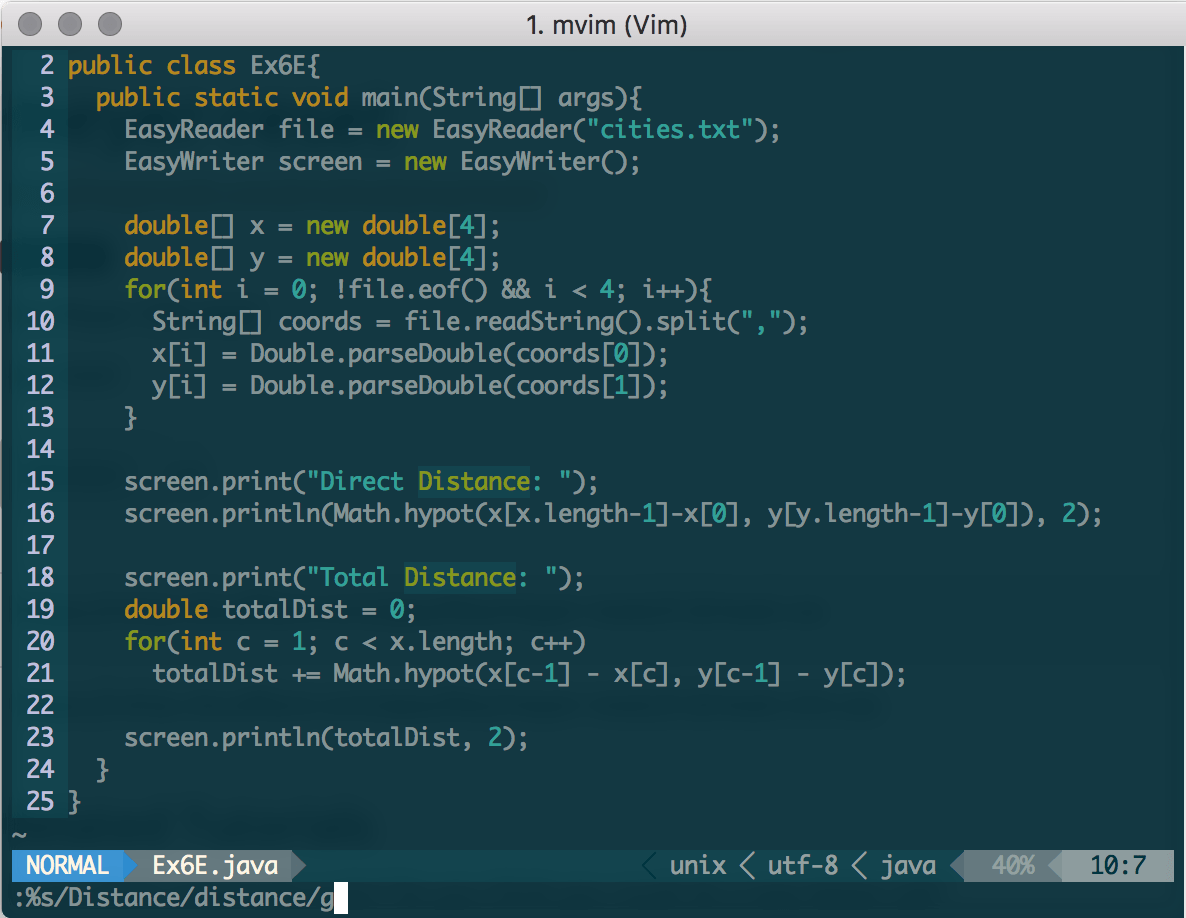 1. mvim (Vim)
2 public class Ex6E{
3   public static void main(String[] args){
4     EasyReader file = new EasyReader("cities.txt");
5     EasyWriter screen = new EasyWriter();
6
7     double[] x = new double[4];
8     double[] y = new double[4];
9     for(int i = 0; !file.eof() && i < 4; i++){
10       String[] coords = file.readString().split(",");
11       x[i] = Double.parseDouble(coords[0]);
12       y[i] = Double.parseDouble(coords[1]);
13     }
14
15     screen.print("Direct Distance: ");
16     screen.println(Math.hypot(x[x.length-1]-x[0], y[y.length-1]-y[0]), 2);
17
18     screen.print("Total Distance: ");
19     double totalDist = 0;
20     for(int c = 1; c < x.length; c++)
21       totalDist += Math.hypot(x[c-1] - x[c], y[c-1] - y[c]);
22
23     screen.println(totalDist, 2);
24   }
25 }
~
NORMAL Ex6E.java unix < utf-8 < java 40% 10:7
:%s/Distance/distance/g